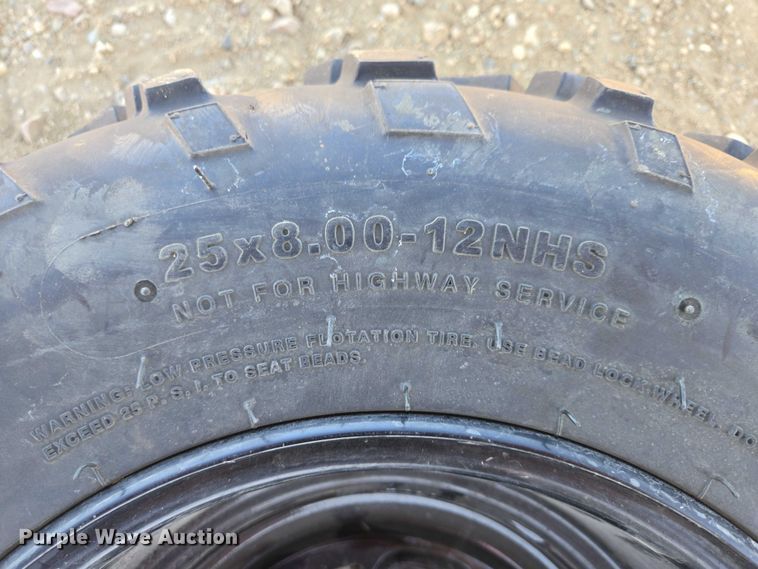 25x8.00-12NHS
NOT FOR HIGHWAY SERVICE
WARNING: LOW PRESSURE FLOTATION TIRE. USE BEAD LOCK WHEEL. DO
EXCEED 25 P. S. I. TO SEAT BEADS.
Purple Wave Auction